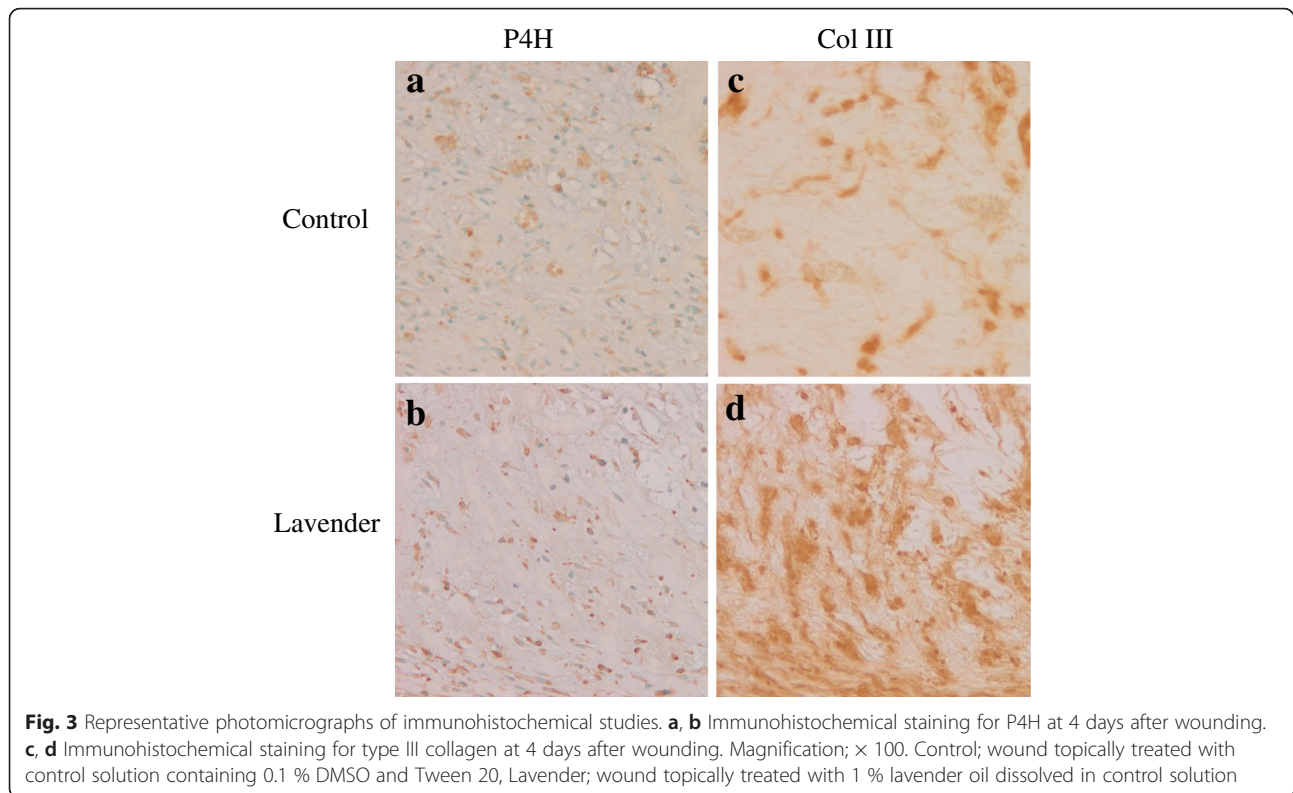 P4H Col III
a c
Control
b d
Lavender
Fig. 3 Representative photomicrographs of immunohistochemical studies. a, b Immunohistochemical staining for P4H at 4 days after wounding.
c, d Immunohistochemical staining for type III collagen at 4 days after wounding. Magnification; × 100. Control; wound topically treated with
control solution containing 0.1 % DMSO and Tween 20, Lavender; wound topically treated with 1 % lavender oil dissolved in control solution